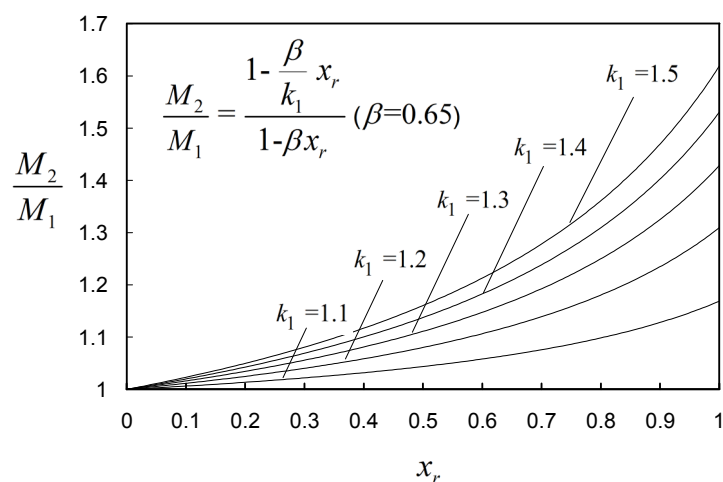 1.7
1.6
1.5
1.4
1.3
1.2
1.1
1
M₂/M₁
M₂/M₁ = (1- β/k₁ xᵣ)/(1-βxᵣ) (β=0.65)
k₁ =1.5
k₁ =1.4
k₁ =1.3
k₁ =1.2
k₁ =1.1
0 0.1 0.2 0.3 0.4 0.5 0.6 0.7 0.8 0.9 1
xᵣ